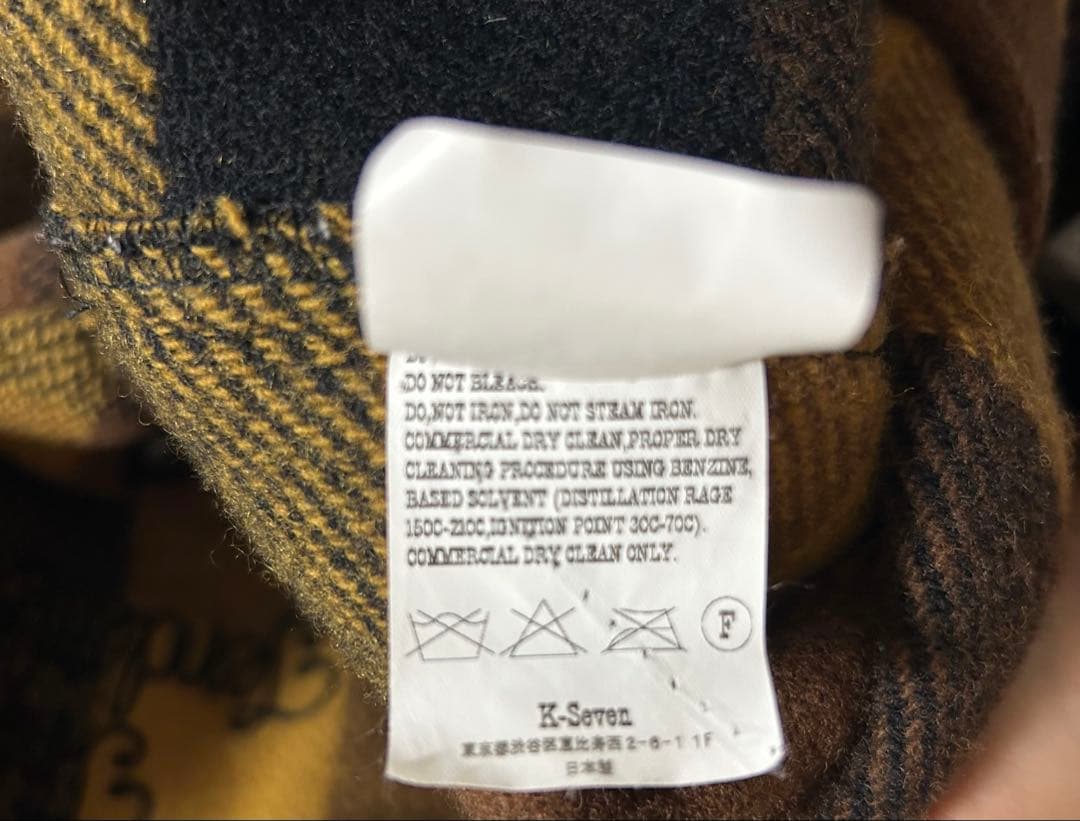 DO NOT BLEACH.
DO,NOT IRON,DO NOT STEAM IRON.
COMMERCIAL DRY CLEAN,PROPER DRY
CLEANING PROCEDURE USING BENZINE,
BASED SOLVENT (DISTILLATION RAGE
150C-210C,IGNITION POINT 30C-70C).
COMMERCIAL DRY CLEAN ONLY.
F
K-Seven
東京都渋谷区恵比寿西2-6-1 1F
日本製